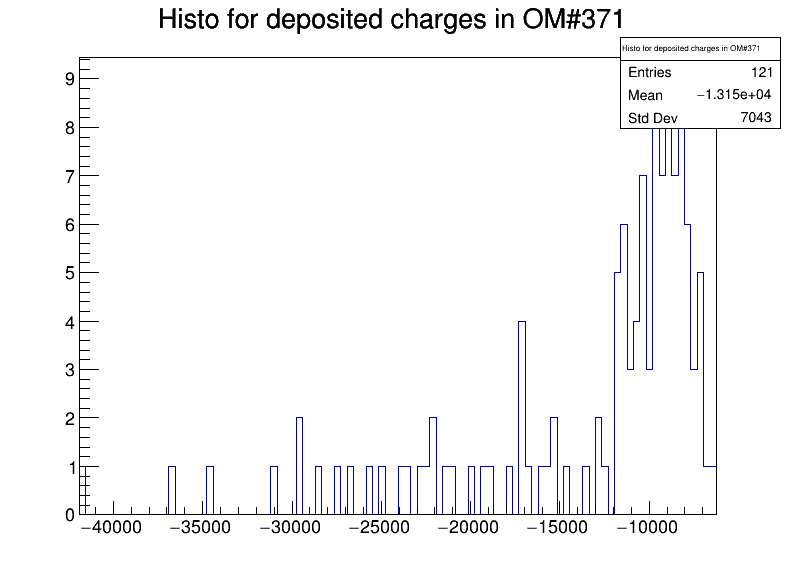 Histo for deposited charges in OM#371
Histo for deposited charges in OM#371
Entries 121
Mean −1.315e+04
Std Dev 7043
9
8
7
6
5
4
3
2
1
0
−40000 −35000 −30000 −25000 −20000 −15000 −10000